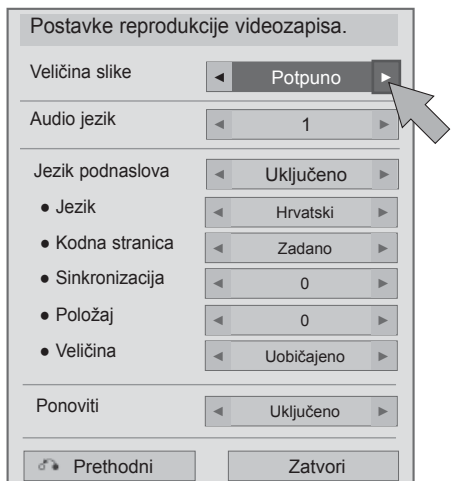 Postavke reprodukcije videozapisa.
Veličina slike ◄ Potpuno ►
Audio jezik ◄ 1 ►
Jezik podnaslova ◄ Uključeno ►
● Jezik ◄ Hrvatski ►
● Kodna stranica ◄ Zadano ►
● Sinkronizacija ◄ 0 ►
● Položaj ◄ 0 ►
● Veličina ◄ Uobičajeno ►
Ponoviti ◄ Uključeno ►
Prethodni Zatvori